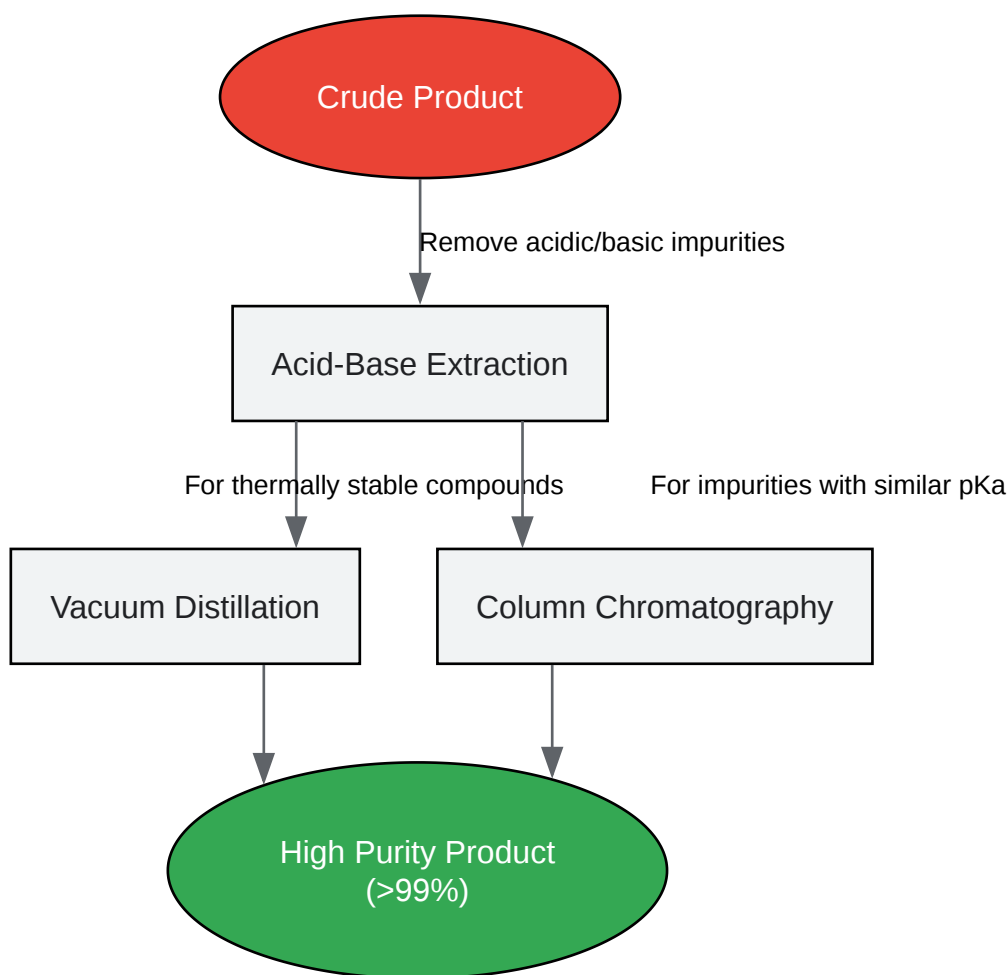 Crude Product
Remove acidic/basic impurities
Acid-Base Extraction
For thermally stable compounds
For impurities with similar pKa
Vacuum Distillation
Column Chromatography
High Purity Product
(>99%)